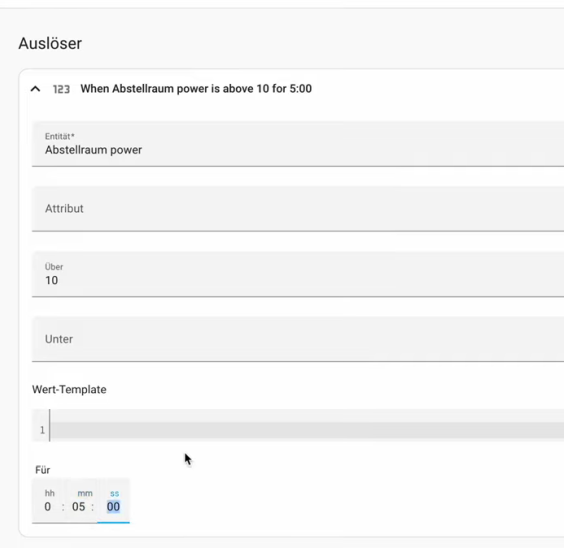 Auslöser
123 When Abstellraum power is above 10 for 5:00
Entität*
Abstellraum power
Attribut
Über
10
Unter
Wert-Template
1
Für
hh mm ss
0 : 05 : 00